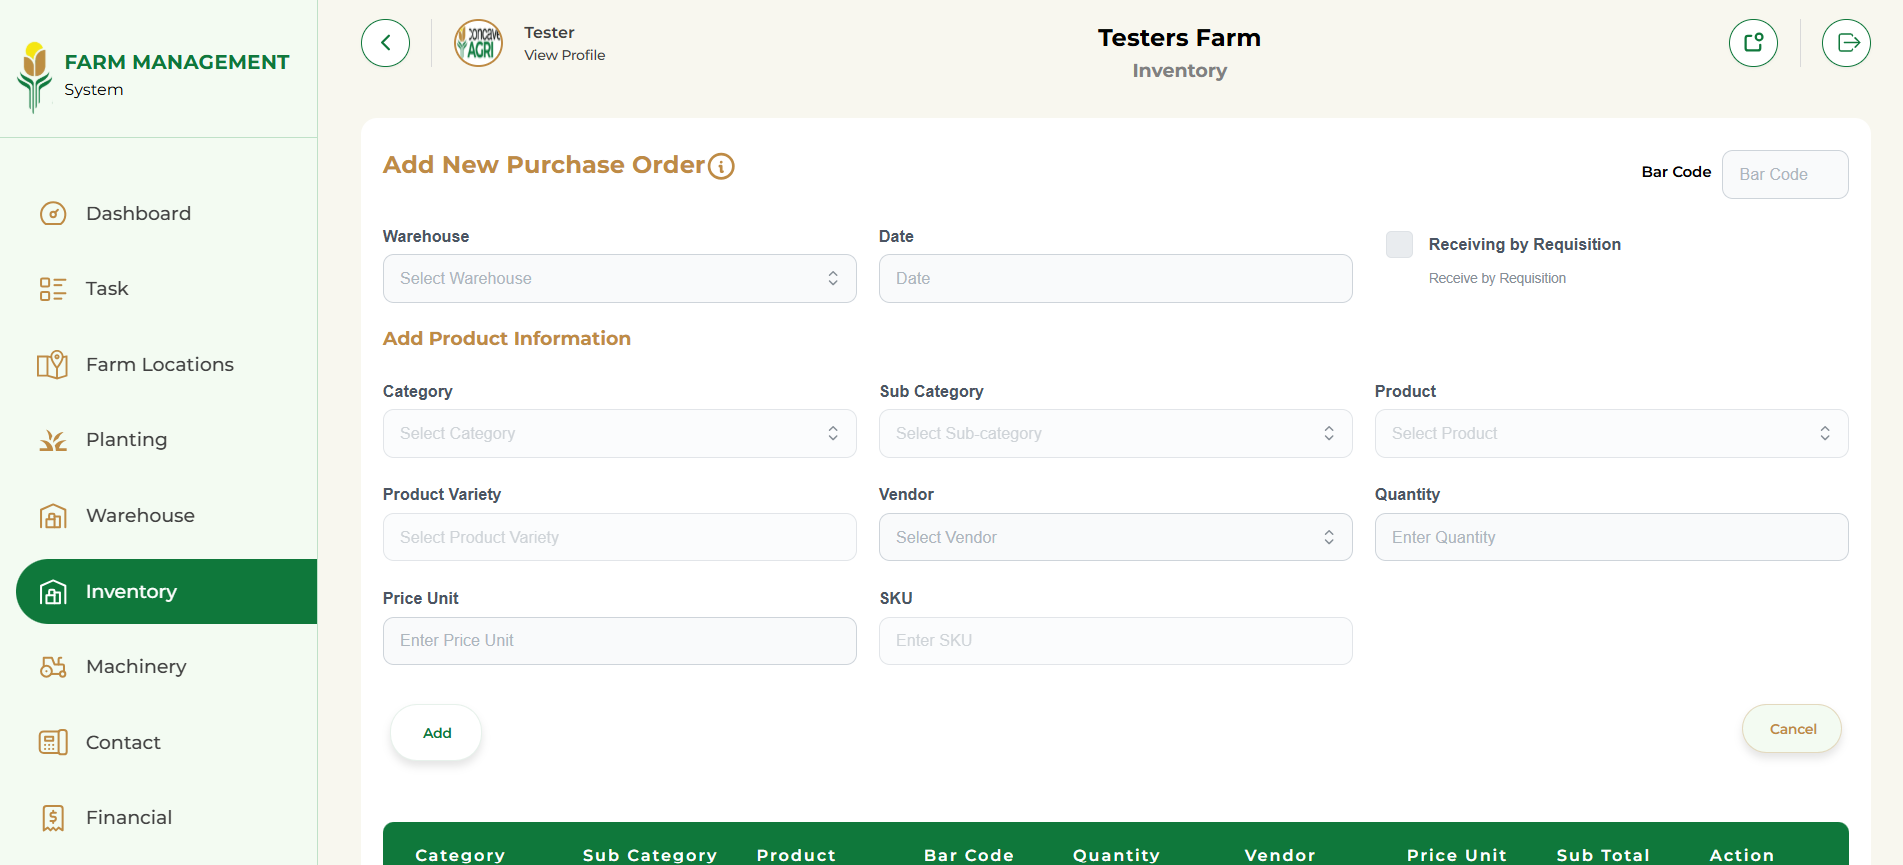 FARM MANAGEMENT
System
Dashboard
Task
Farm Locations
Planting
Warehouse
Inventory
Machinery
Contact
Financial
concave
AGRI
Tester
View Profile
Testers Farm
Inventory
Add New Purchase Order
Bar Code
Bar Code
Warehouse
Select Warehouse
Date
Date
Receiving by Requisition
Receive by Requisition
Add Product Information
Category
Select Category
Sub Category
Select Sub-category
Product
Select Product
Product Variety
Select Product Variety
Vendor
Select Vendor
Quantity
Enter Quantity
Price Unit
Enter Price Unit
SKU
Enter SKU
Add
Cancel
Category Sub Category Product Bar Code Quantity Vendor Price Unit Sub Total Action